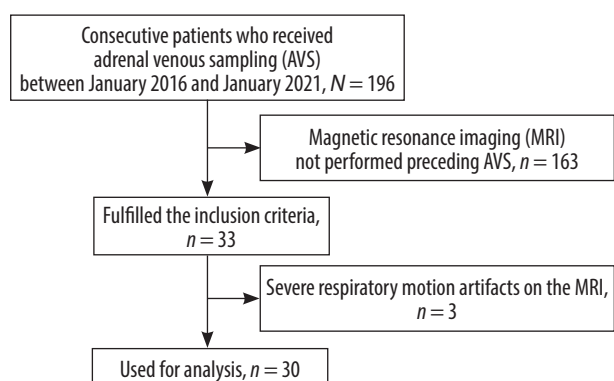 Consecutive patients who received
adrenal venous sampling (AVS)
between January 2016 and January 2021, N = 196
Magnetic resonance imaging (MRI)
not performed preceding AVS, n = 163
Fulfilled the inclusion criteria,
n = 33
Severe respiratory motion artifacts on the MRI,
n = 3
Used for analysis, n = 30